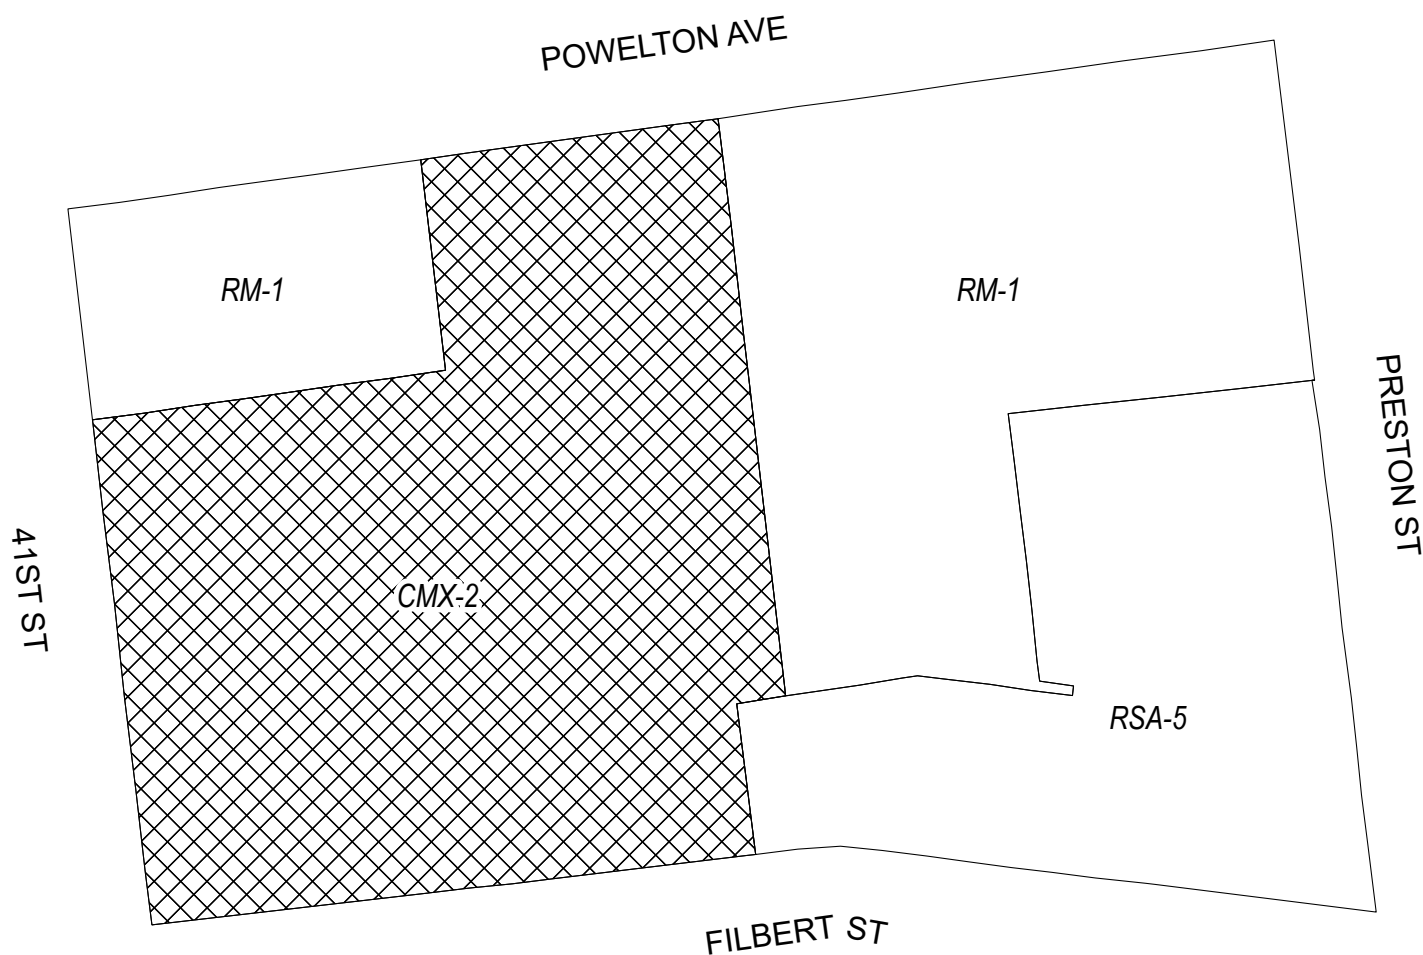 POWELTON AVE
RM-1
RM-1
PRESTON ST
41ST ST
CMX-2
RSA-5
FILBERT ST